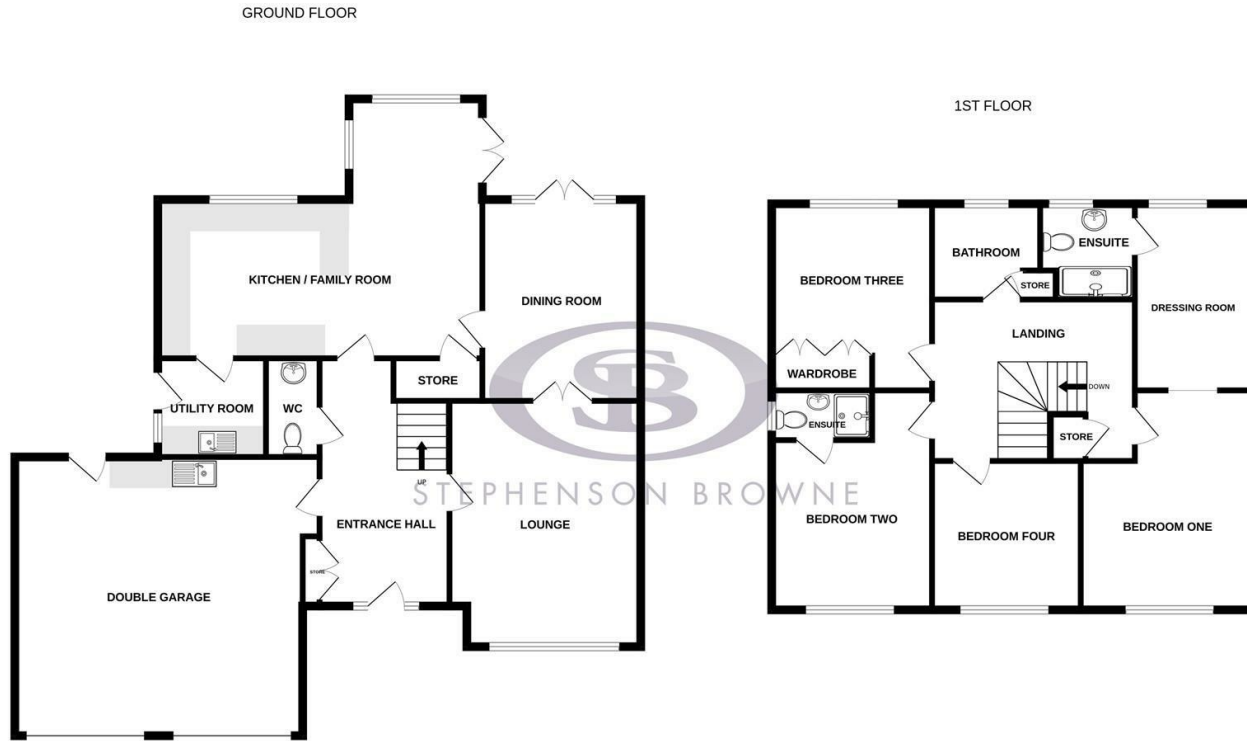 GROUND FLOOR
KITCHEN / FAMILY ROOM
DINING ROOM
STORE
UTILITY ROOM
WC
UP
ENTRANCE HALL
LOUNGE
STORE
DOUBLE GARAGE
1ST FLOOR
BATHROOM
ENSUITE
BEDROOM THREE
STORE
DRESSING ROOM
LANDING
WARDROBE
DOWN
ENSUITE
STORE
BEDROOM TWO
BEDROOM FOUR
BEDROOM ONE
SB
STEPHENSON BROWNE